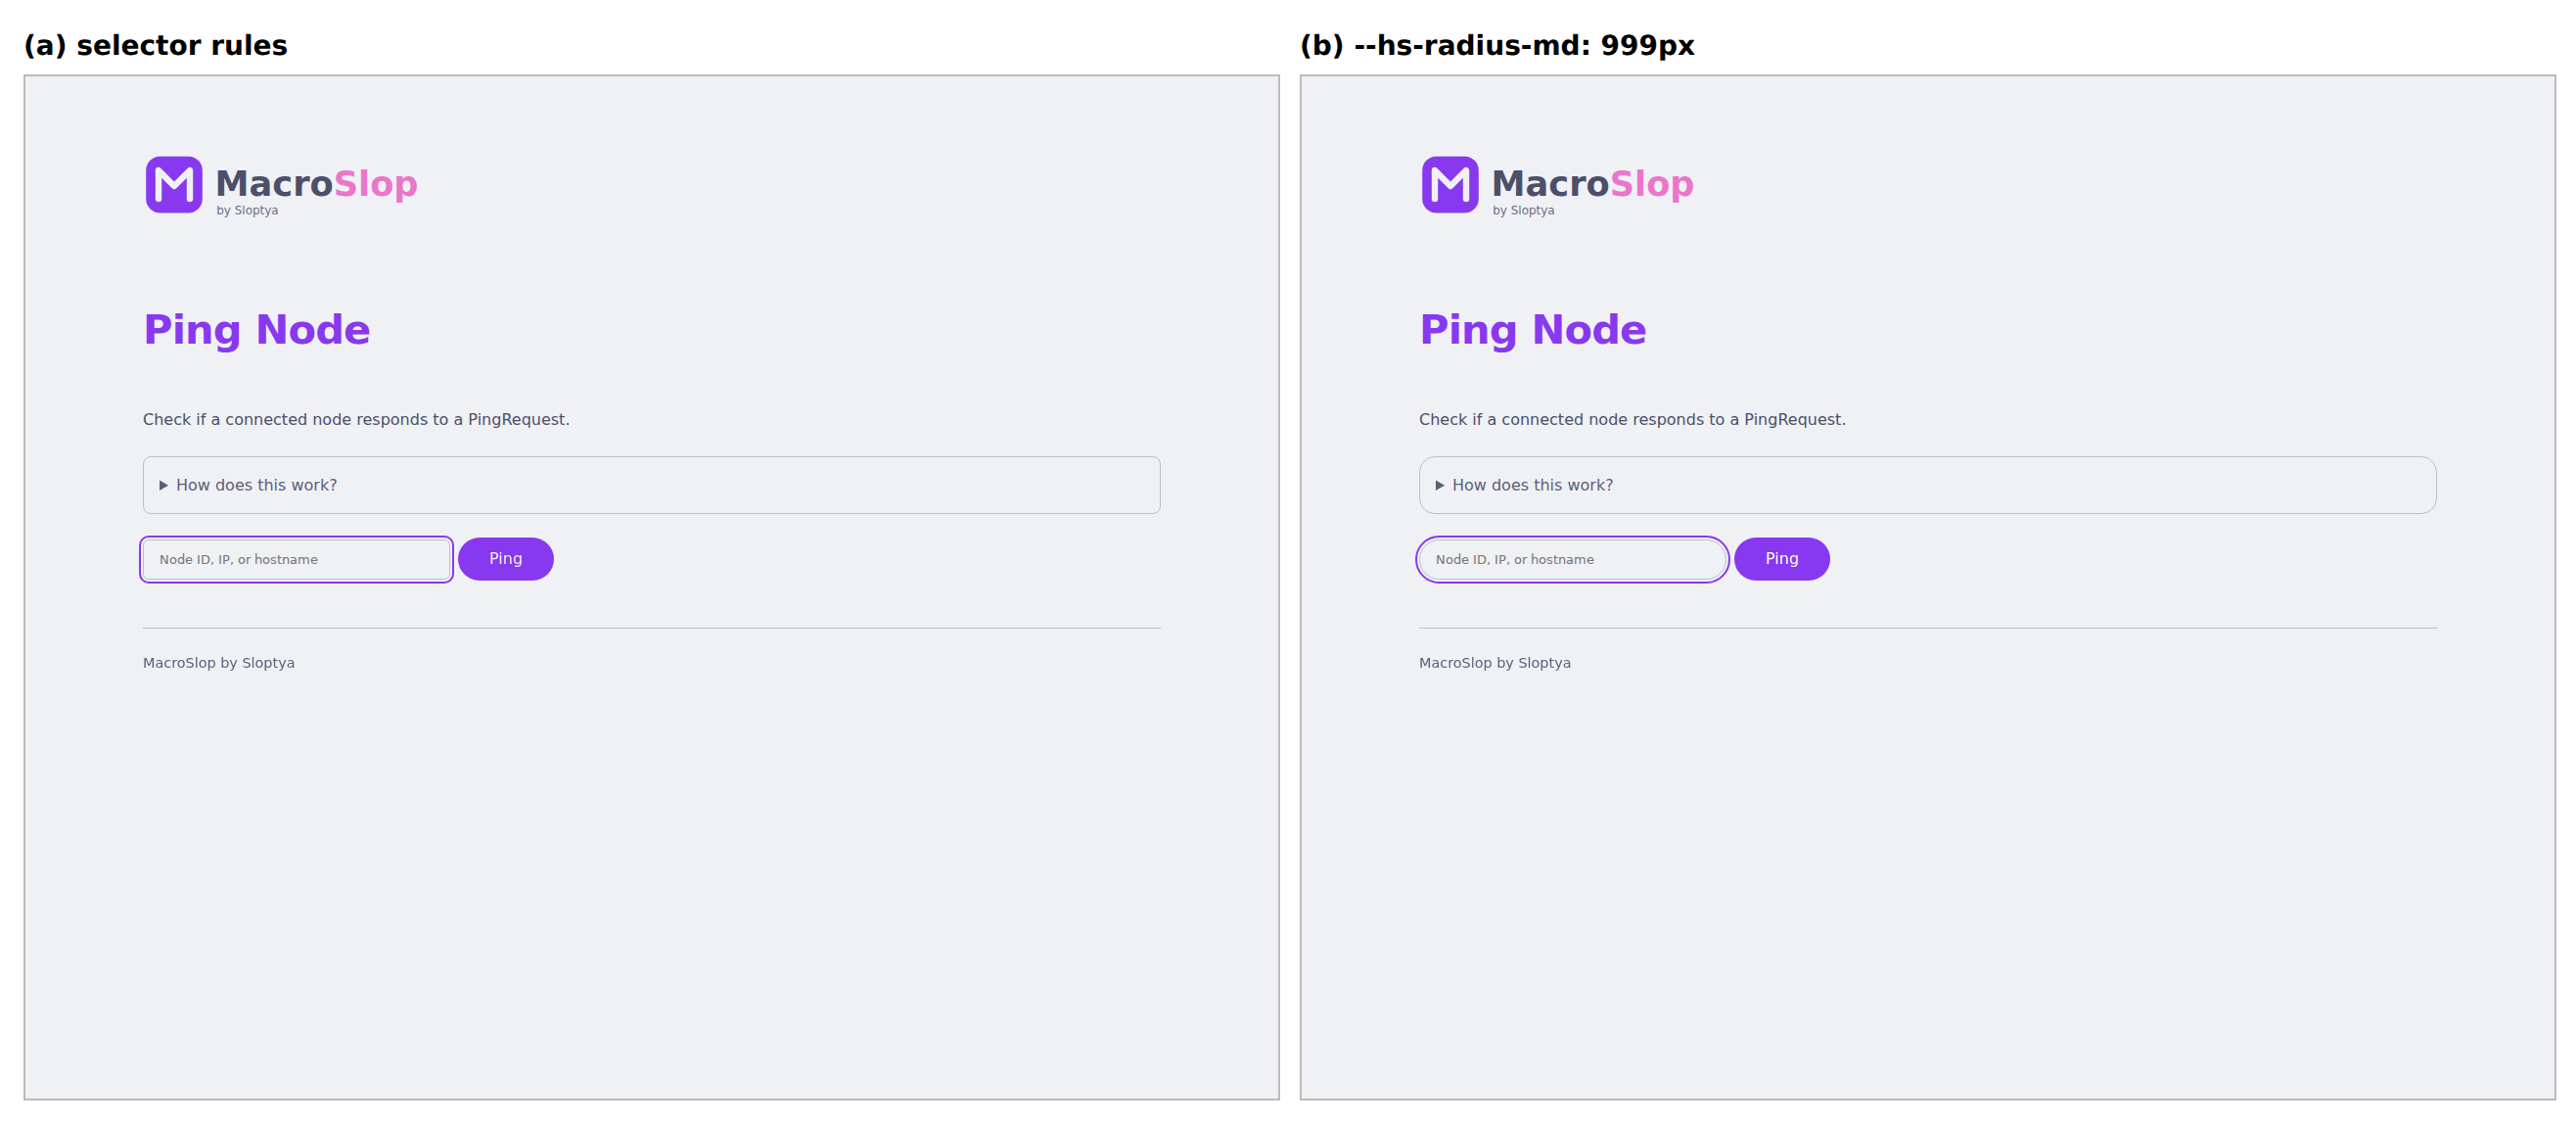 (a) selector rules
MacroSlop
by Sloptya
Ping Node
Check if a connected node responds to a PingRequest.
How does this work?
Node ID, IP, or hostname
Ping
MacroSlop by Sloptya
(b) --hs-radius-md: 999px
MacroSlop
by Sloptya
Ping Node
Check if a connected node responds to a PingRequest.
How does this work?
Node ID, IP, or hostname
Ping
MacroSlop by Sloptya